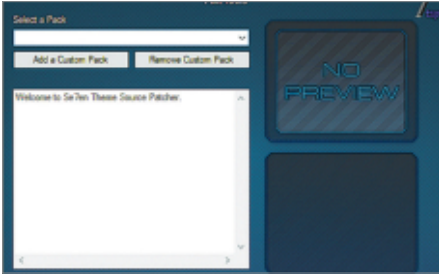 Select a Pack
Add a Custom Pack
Remove Custom Pack
NO
PREVIEW
Welcome to Se7en Theme Source Patcher.